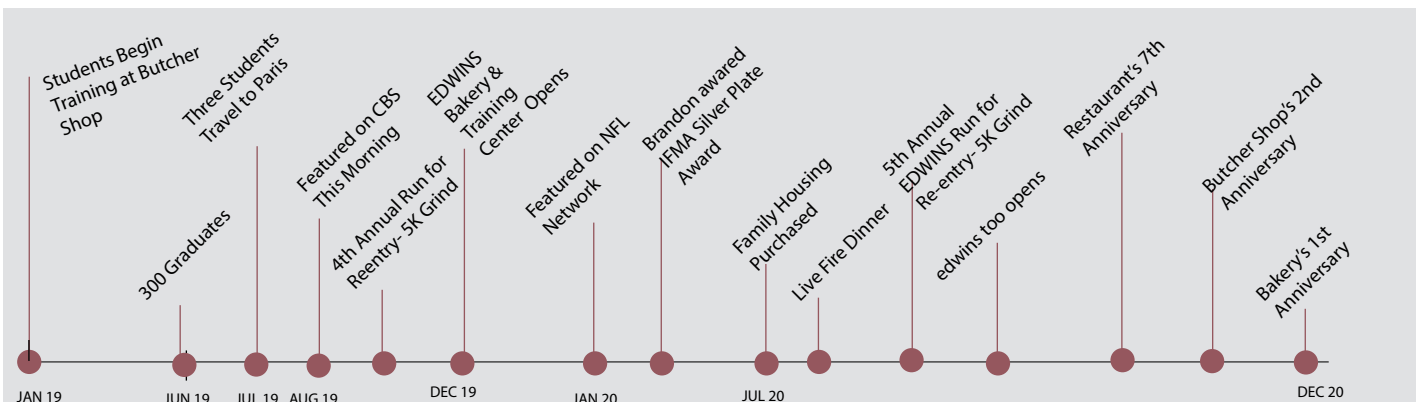 Students Begin
Training at Butcher
Shop
300 Graduates
Three Students
Travel to Paris
Featured on CBS
This Morning
4th Annual Run for
Reentry- 5K Grind
EDWINS
Bakery &
Training
Center Opens
Featured on NFL
Network
Brandon awared
IFMA Silver Plate
Award
Family Housing
Purchased
Live Fire Dinner
5th Annual
EDWINS Run for
Re-entry- 5K Grind
edwins too opens
Restaurant's 7th
Anniversary
Butcher Shop's 2nd
Anniversary
Bakery's 1st
Anniversary
JAN 19
JUN 19
JUL 19
AUG 19
DEC 19
JAN 20
JUL 20
DEC 20